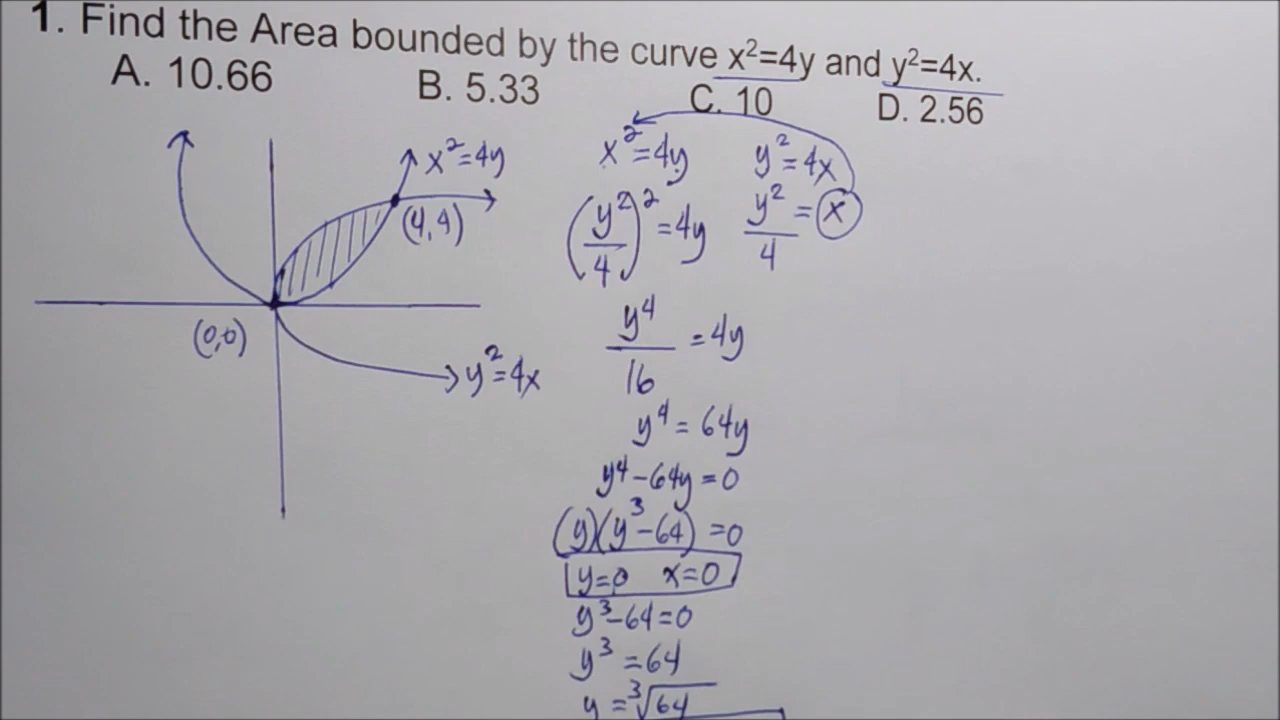 1. Find the Area bounded by the curve x²=4y and y²=4x.
A. 10.66 B. 5.33 C. 10 D. 2.56
x²=4y
(4,4)
(0,0)
y²=4x
x²=4y y²=4x
(y²/4)²=4y y²/4=x
y⁴/16=4y
y⁴=64y
y⁴-64y=0
(y)(y³-64)=0
y=0 x=0
y³-64=0
y³=64
y=³√64